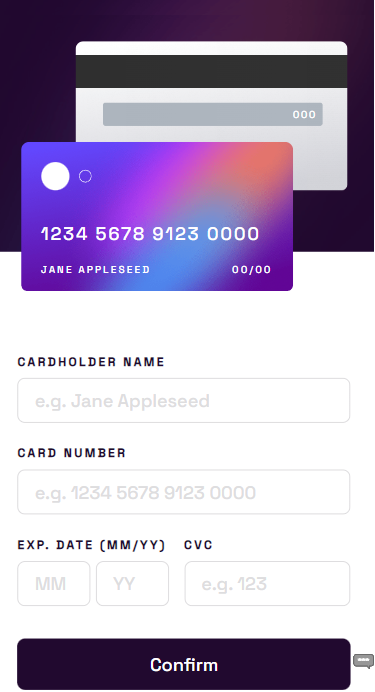 000
1234 5678 9123 0000
JANE APPLESEED 00/00
CARDHOLDER NAME
e.g. Jane Appleseed
CARD NUMBER
e.g. 1234 5678 9123 0000
EXP. DATE (MM/YY) CVC
MM YY e.g. 123
Confirm